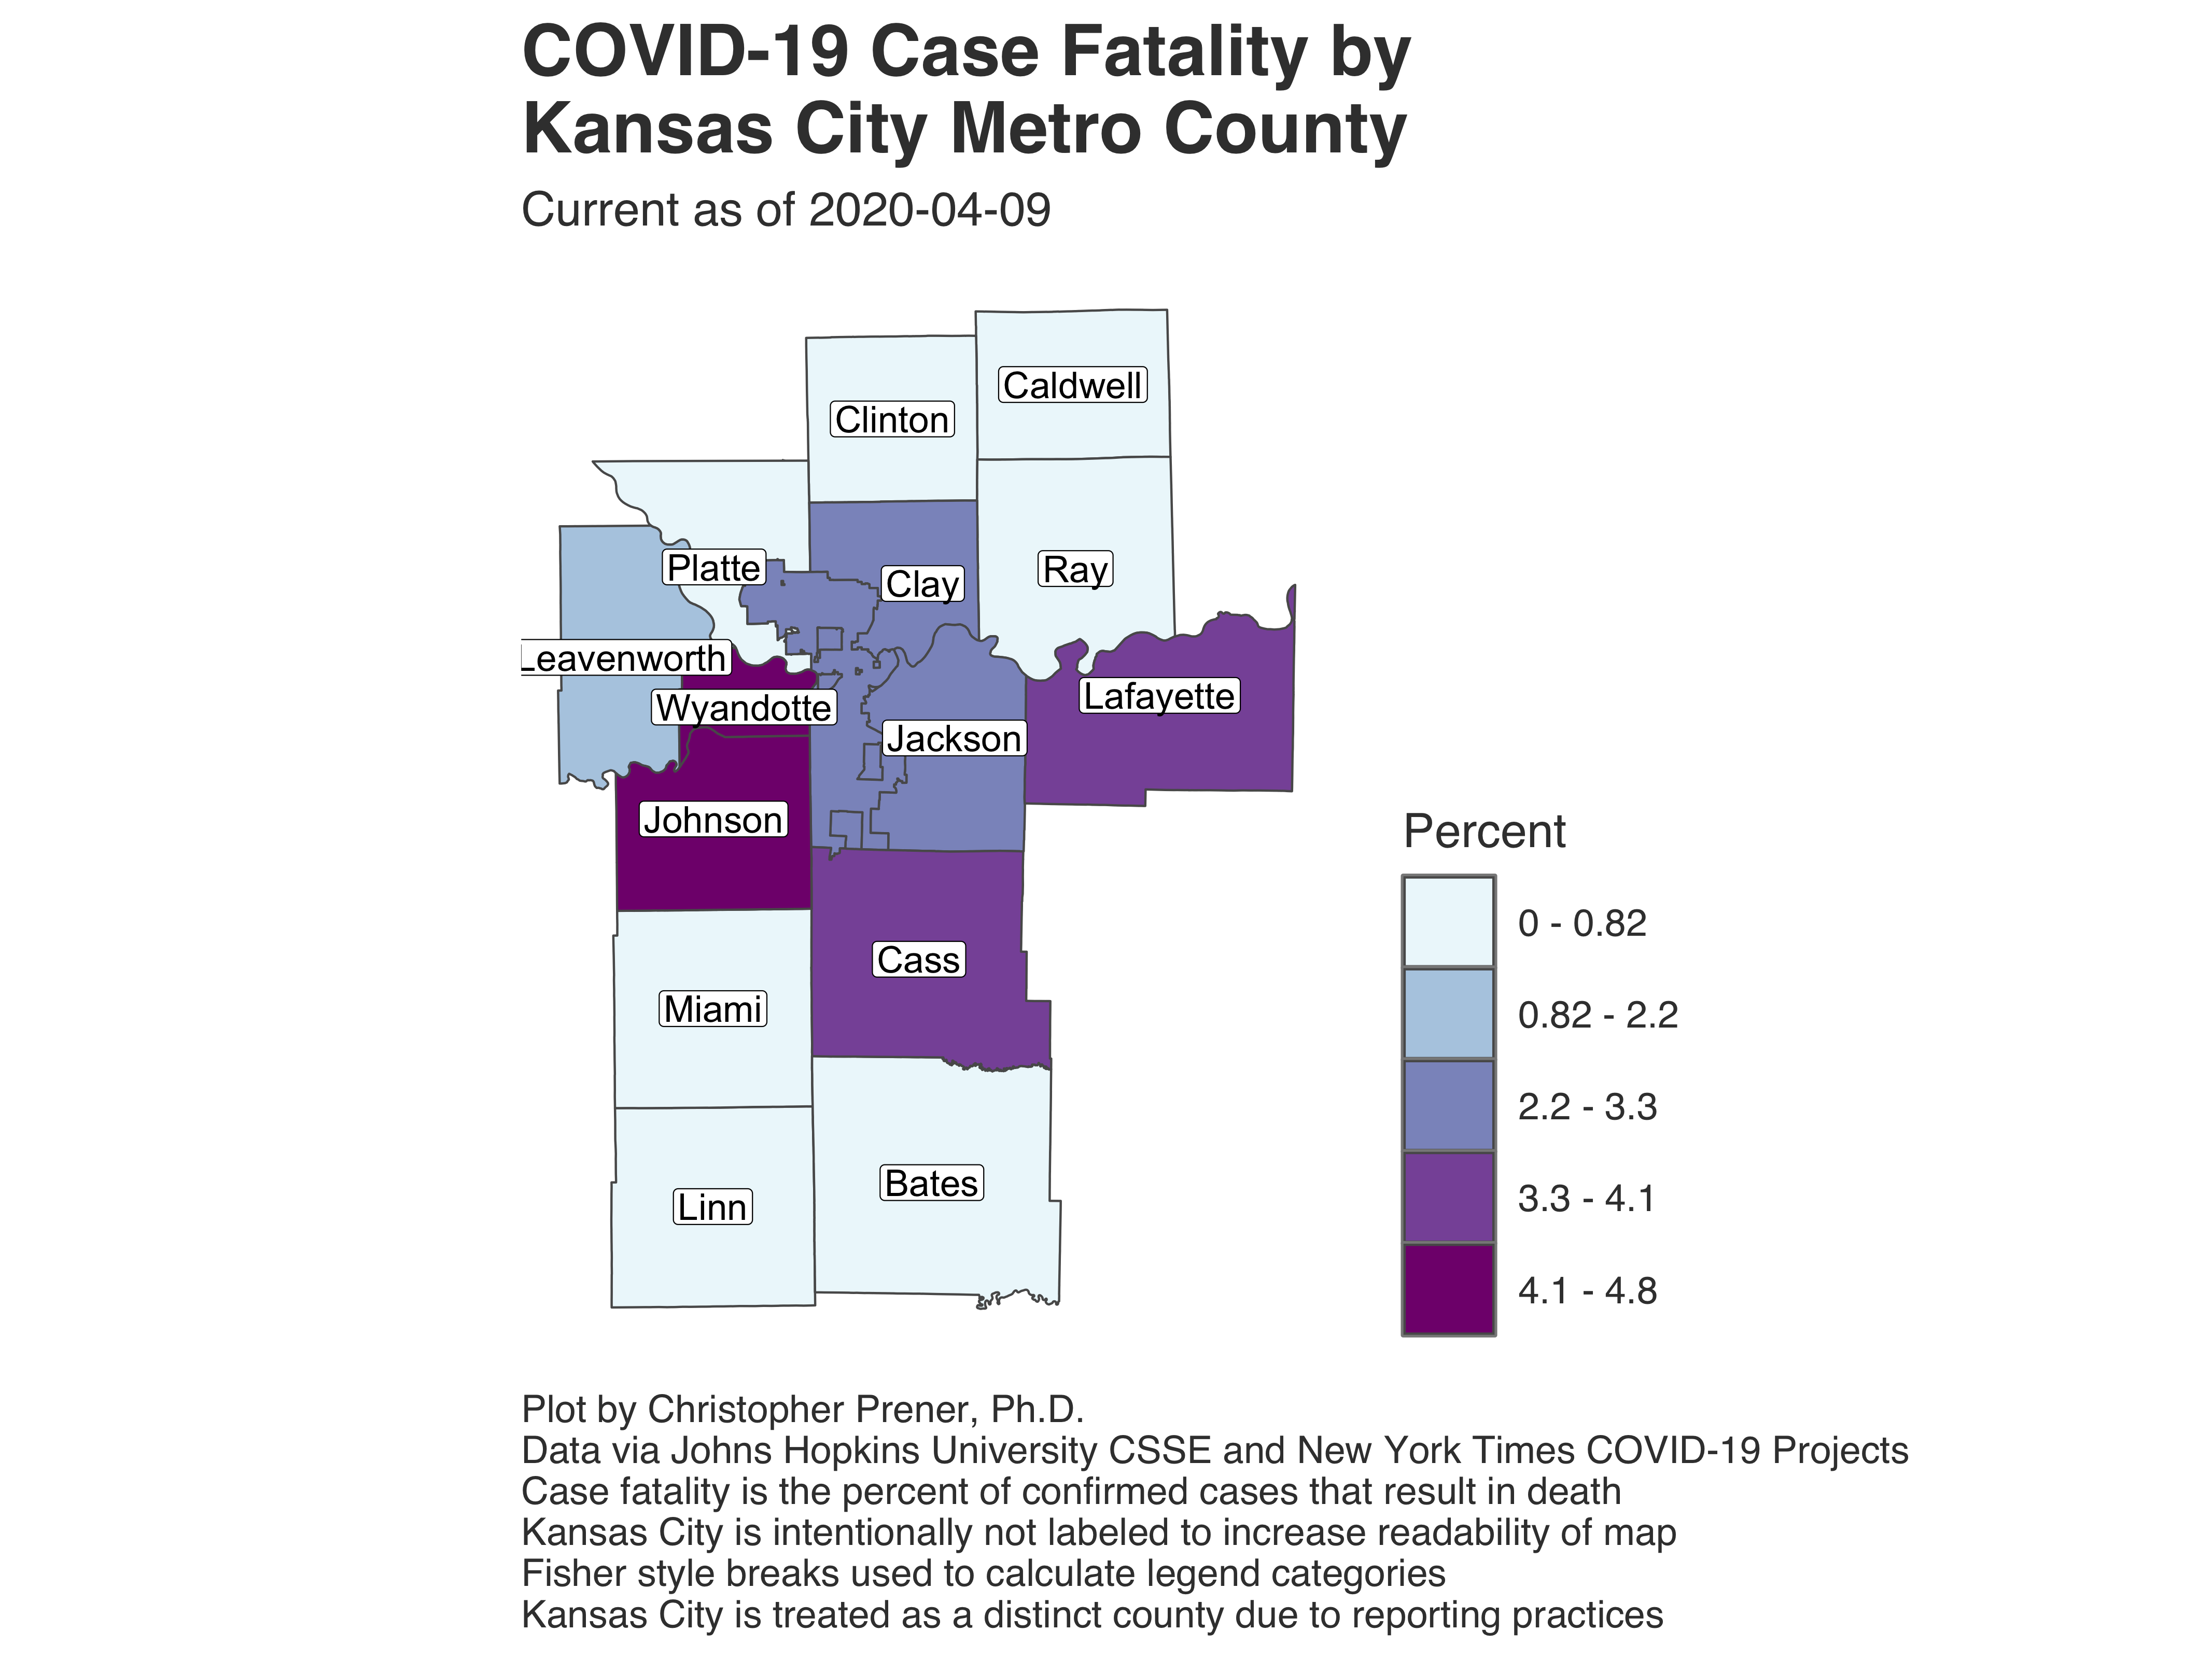 COVID-19 Case Fatality by
Kansas City Metro County
Current as of 2020-04-09
Caldwell
Clinton
Platte
Clay
Ray
Leavenworth
Wyandotte
Lafayette
Jackson
Johnson
Cass
Miami
Bates
Linn
Percent
0 - 0.82
0.82 - 2.2
2.2 - 3.3
3.3 - 4.1
4.1 - 4.8
Plot by Christopher Prener, Ph.D.
Data via Johns Hopkins University CSSE and New York Times COVID-19 Projects
Case fatality is the percent of confirmed cases that result in death
Kansas City is intentionally not labeled to increase readability of map
Fisher style breaks used to calculate legend categories
Kansas City is treated as a distinct county due to reporting practices